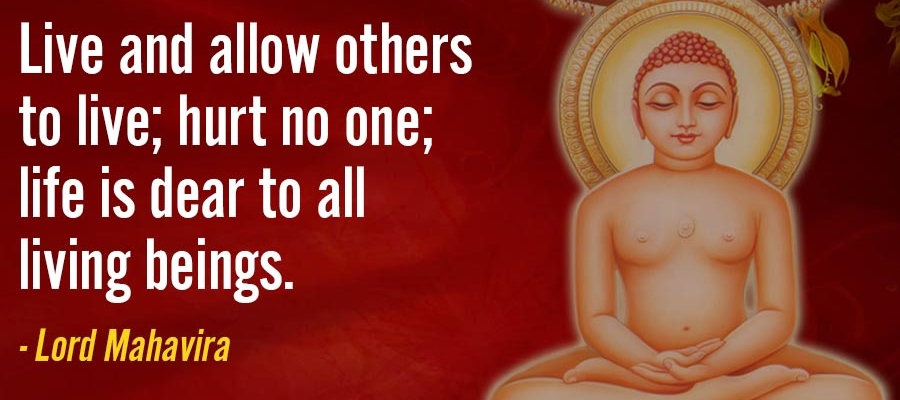 Live and allow others
to live; hurt no one;
life is dear to all
living beings.
- Lord Mahavira